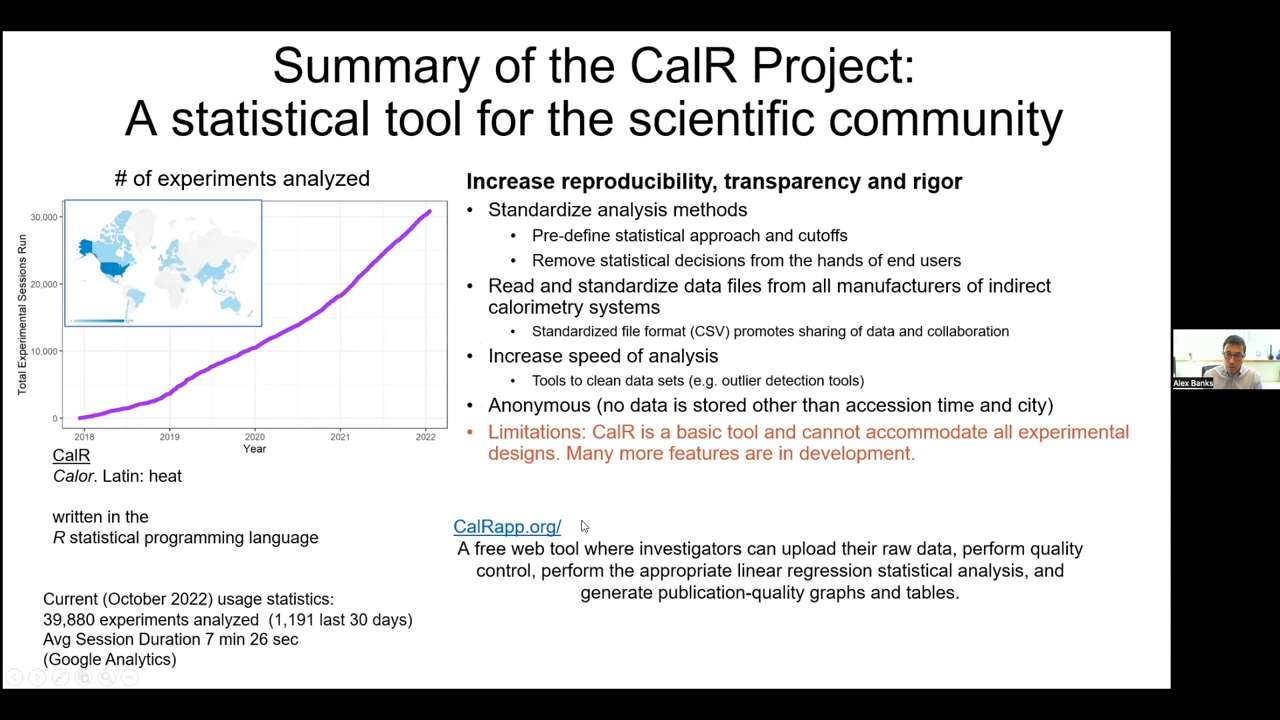 Summary of the CalR Project:
A statistical tool for the scientific community
# of experiments analyzed
Total Experimental Sessions Run
30,000
20,000
10,000
0
2018
2019
2020
2021
2022
Year
CalR
Calor. Latin: heat
written in the
R statistical programming language
Current (October 2022) usage statistics:
39,880 experiments analyzed (1,191 last 30 days)
Avg Session Duration 7 min 26 sec
(Google Analytics)
Increase reproducibility, transparency and rigor
• Standardize analysis methods
• Pre-define statistical approach and cutoffs
• Remove statistical decisions from the hands of end users
• Read and standardize data files from all manufacturers of indirect
calorimetry systems
• Standardized file format (CSV) promotes sharing of data and collaboration
• Increase speed of analysis
• Tools to clean data sets (e.g. outlier detection tools)
• Anonymous (no data is stored other than accession time and city)
• Limitations: CalR is a basic tool and cannot accommodate all experimental
designs. Many more features are in development.
CalRapp.org/
A free web tool where investigators can upload their raw data, perform quality
control, perform the appropriate linear regression statistical analysis, and
generate publication-quality graphs and tables.
Alex Banks